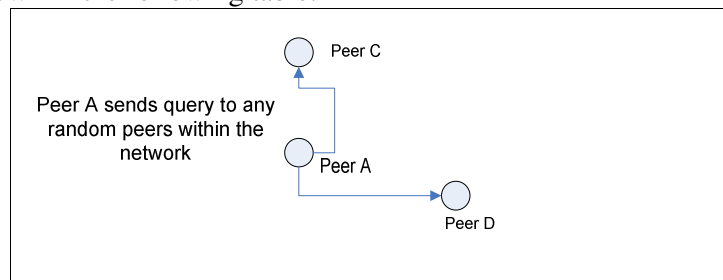 Peer C
Peer A sends query to any
random peers within the
network
Peer A
Peer D